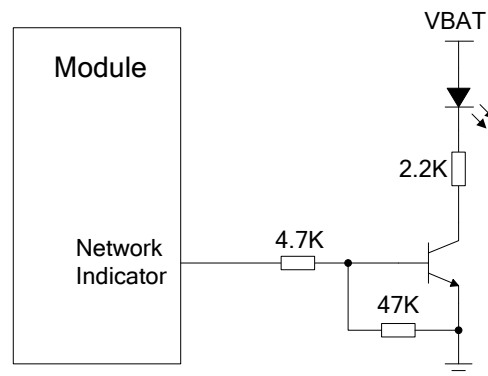 VBAT
Module
2.2K
Network
Indicator
4.7K
47K